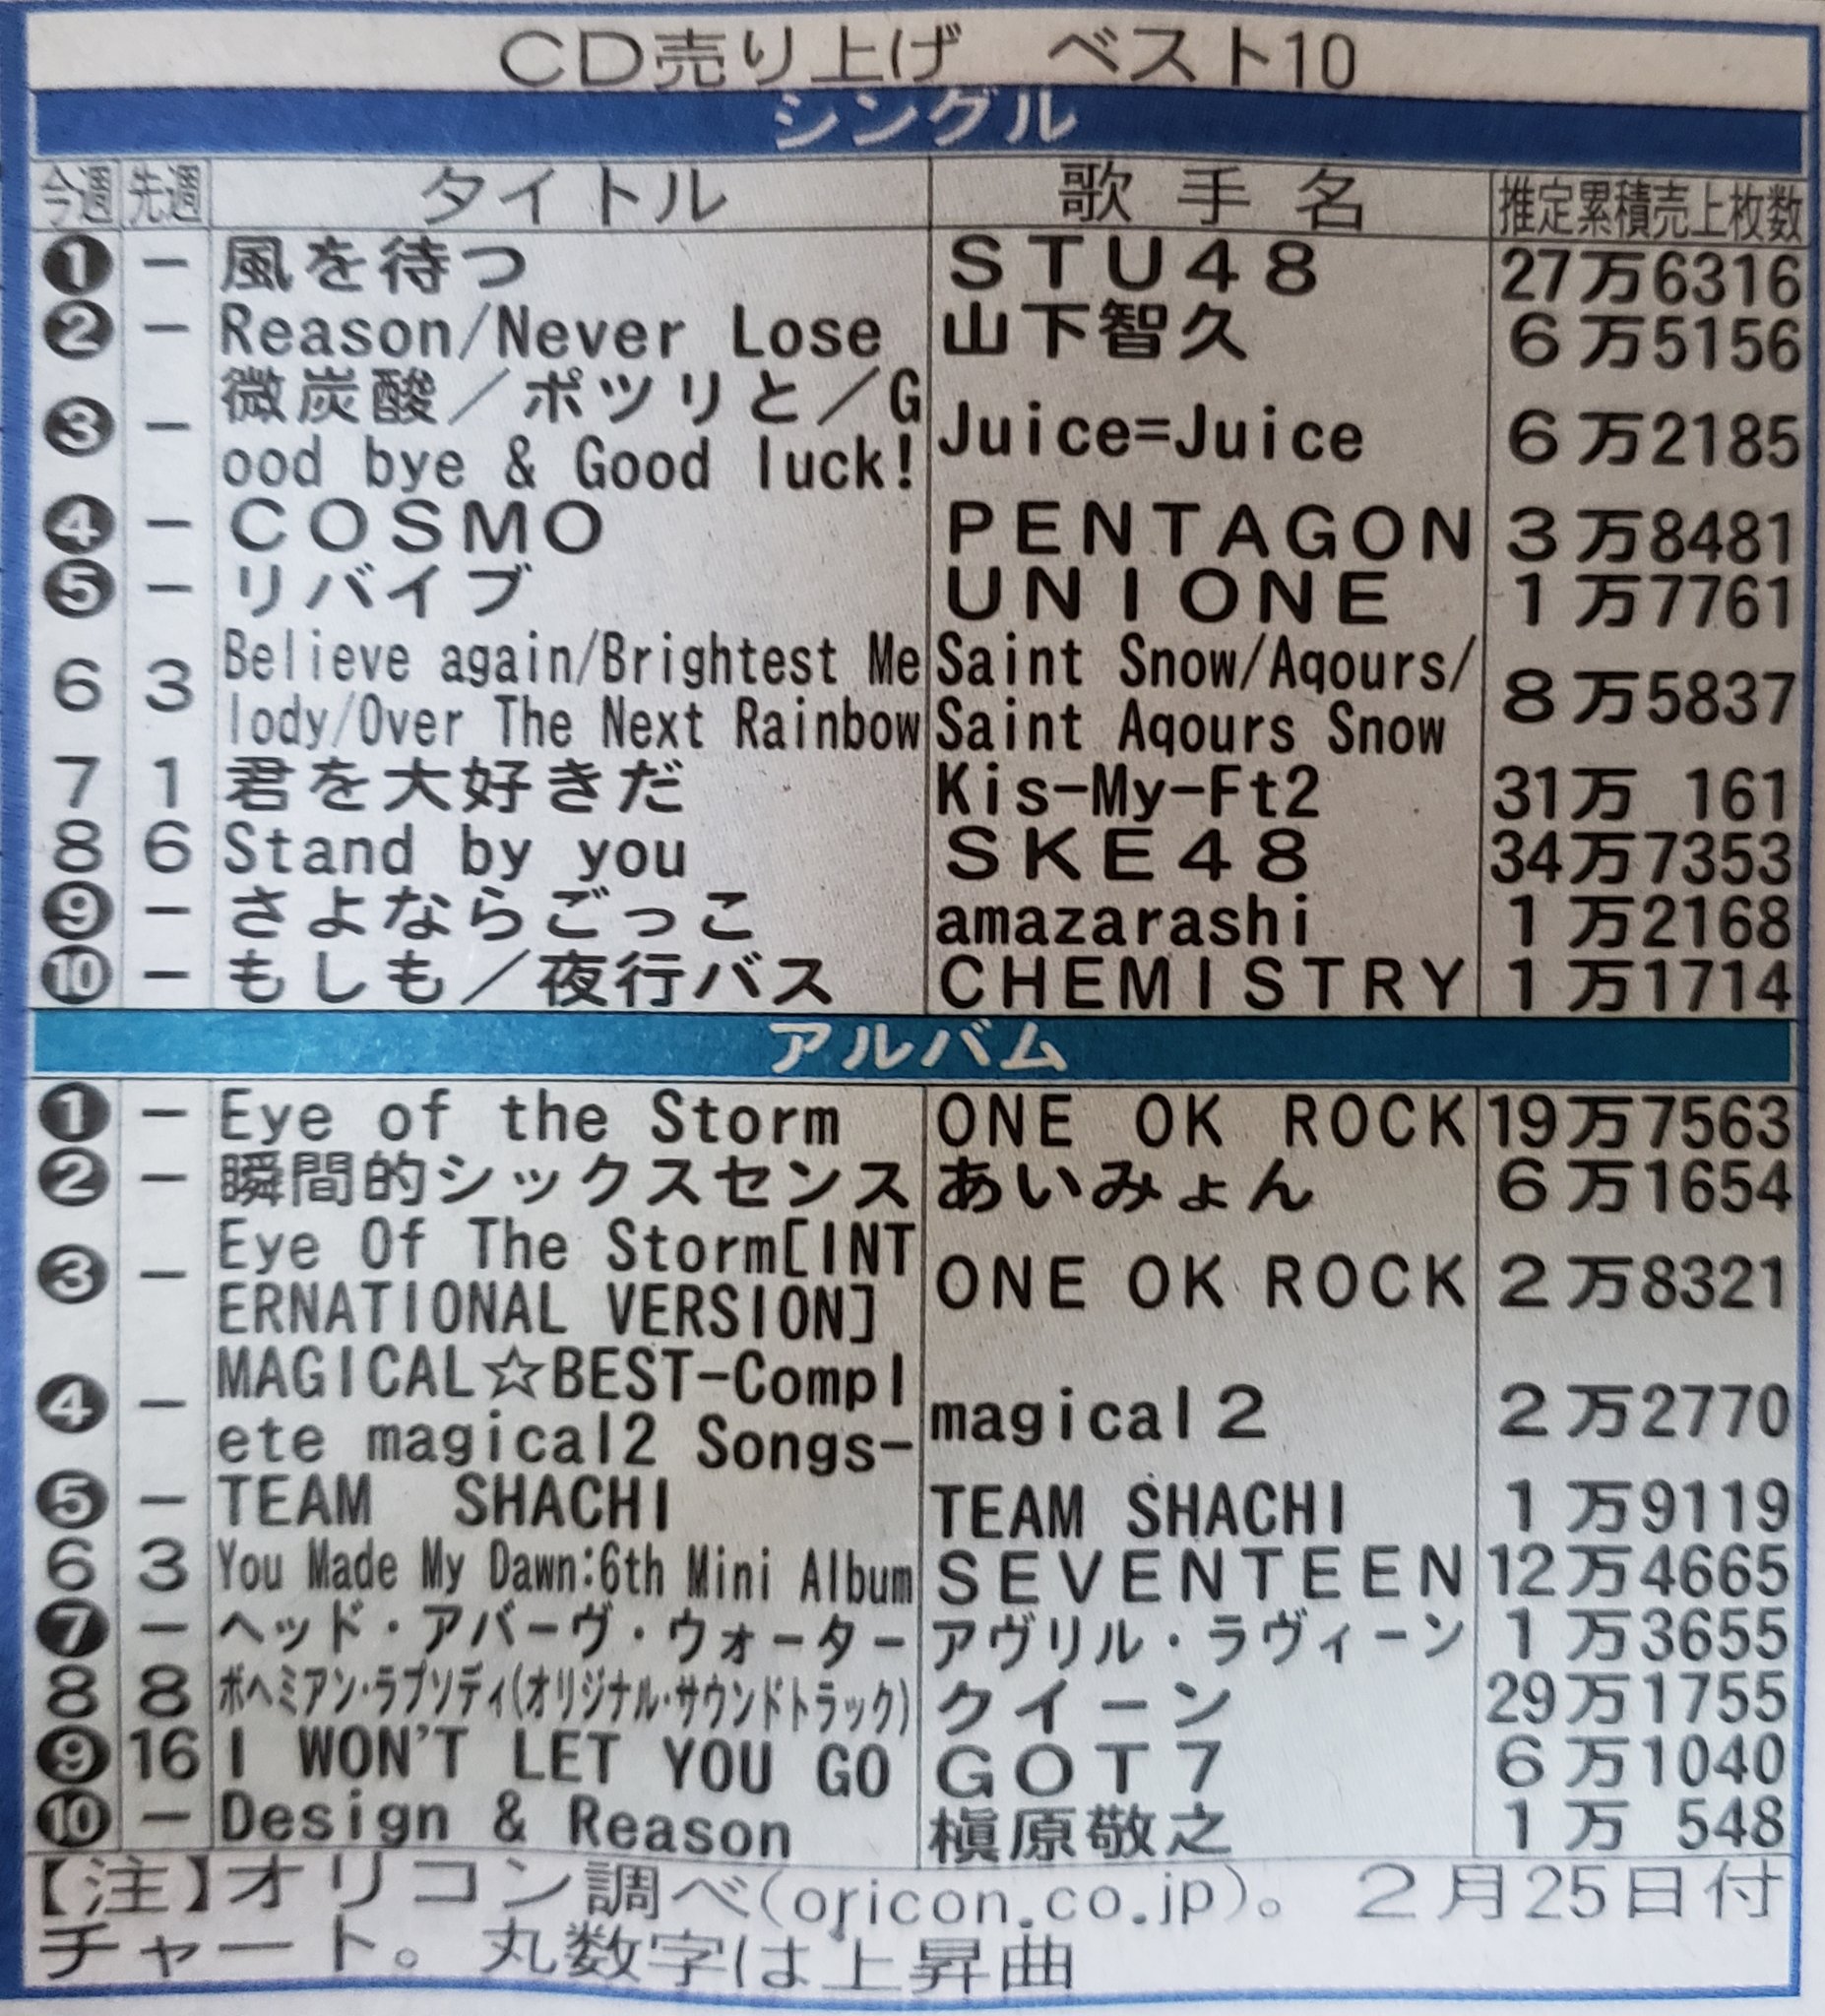 CD売り上げ ベスト10
シングル
今週 先週 タイトル 歌手名 推定累積売上枚数
❶ － 風を待つ STU48 27万6316
❷ － Reason/Never Lose 山下智久 6万5156
❸ － 微炭酸／ポツリと／G
ood bye & Good luck! Juice=Juice 6万2185
❹ － COSMO PENTAGON 3万8481
❺ － リバイブ UNIONE 1万7761
6 3 Believe again/Brightest Me Saint Snow/Aqours/ 8万5837
lody/Over The Next Rainbow Saint Aqours Snow
7 1 君を大好きだ Kis-My-Ft2 31万 161
8 6 Stand by you SKE48 34万7353
❾ － さよならごっこ amazarashi 1万2168
❿ － もしも／夜行バス CHEMISTRY 1万1714
アルバム
❶ － Eye of the Storm ONE OK ROCK 19万7563
❷ － 瞬間的シックスセンス あいみょん 6万1654
❸ － Eye Of The Storm[INT
ERNATIONAL VERSION] ONE OK ROCK 2万8321
❹ － MAGICAL☆BEST-Compl
ete magical2 Songs- magical2 2万2770
❺ － TEAM SHACHI TEAM SHACHI 1万9119
6 3 You Made My Dawn:6th Mini Album SEVENTEEN 12万4665
❼ － ヘッド・アバーヴ・ウォーター アヴリル・ラヴィーン 1万3655
8 8 ボヘミアン・ラプソディ(オリジナル・サウンドトラック) クイーン 29万1755
❾ 16 I WON'T LET YOU GO GOT7 6万1040
❿ － Design & Reason 槇原敬之 1万 548
【注】オリコン調べ(oricon.co.jp)。 2月25日付
チャート。丸数字は上昇曲